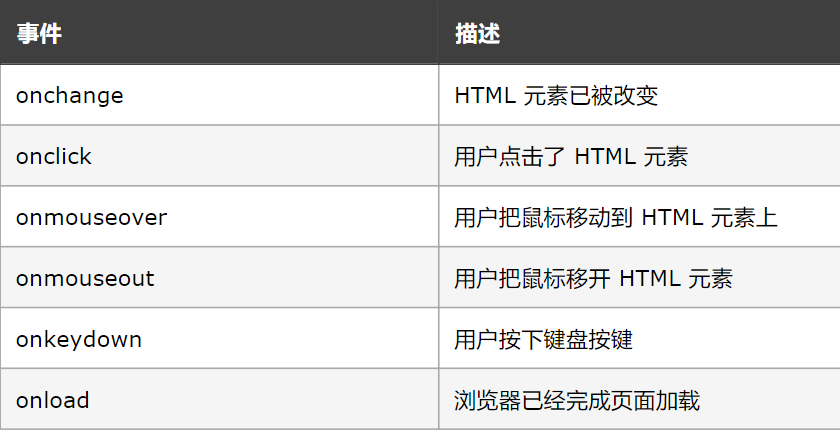 事件 描述
onchange HTML 元素已被改变
onclick 用户点击了 HTML 元素
onmouseover 用户把鼠标移动到 HTML 元素上
onmouseout 用户把鼠标移开 HTML 元素
onkeydown 用户按下键盘按键
onload 浏览器已经完成页面加载